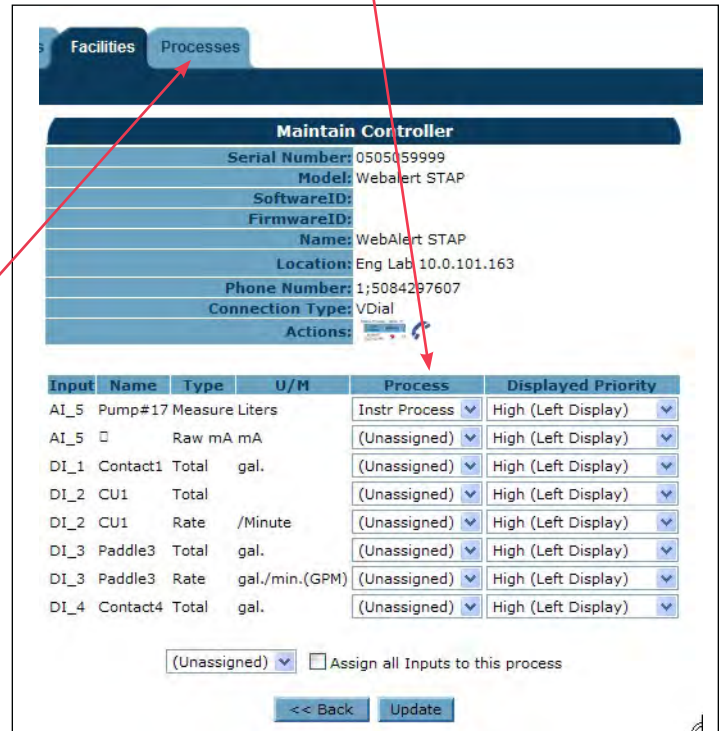 s Facilities Processes
Maintain Controller
Serial Number: 0505059999
Model: Webalert STAP
SoftwareID:
FirmwareID:
Name: WebAlert STAP
Location: Eng Lab 10.0.101.163
Phone Number: 1;5084297607
Connection Type: VDial
Actions:
Input Name Type U/M Process Displayed Priority
AI_5 Pump#17 Measure Liters Instr Process High (Left Display)
AI_5 Raw mA mA (Unassigned) High (Left Display)
DI_1 Contact1 Total gal. (Unassigned) High (Left Display)
DI_2 CU1 Total (Unassigned) High (Left Display)
DI_2 CU1 Rate /Minute (Unassigned) High (Left Display)
DI_3 Paddle3 Total gal. (Unassigned) High (Left Display)
DI_3 Paddle3 Rate gal./min.(GPM) (Unassigned) High (Left Display)
DI_4 Contact4 Total gal. (Unassigned) High (Left Display)
(Unassigned) Assign all Inputs to this process
<< Back Update